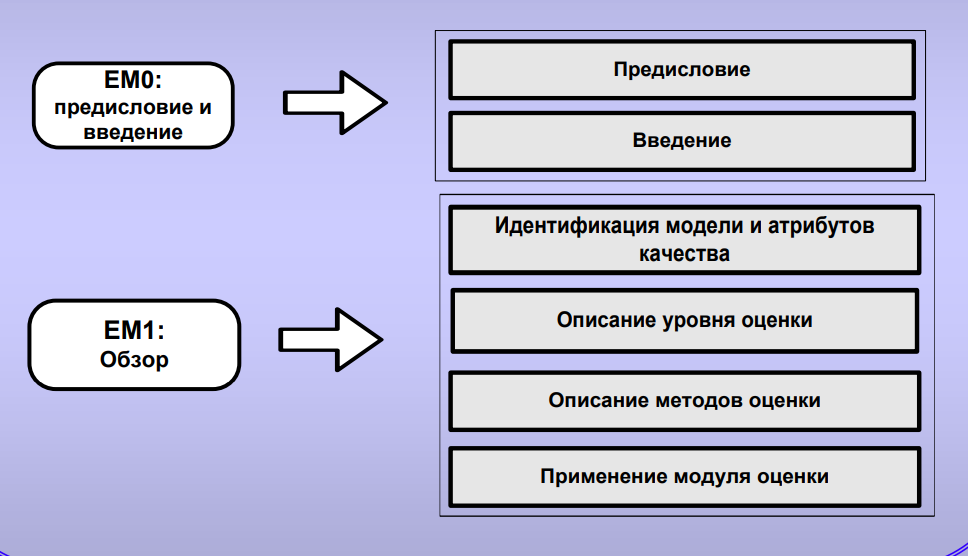 EM0:
предисловие и
введение
Предисловие
Введение
EM1:
Обзор
Идентификация модели и атрибутов
качества
Описание уровня оценки
Описание методов оценки
Применение модуля оценки